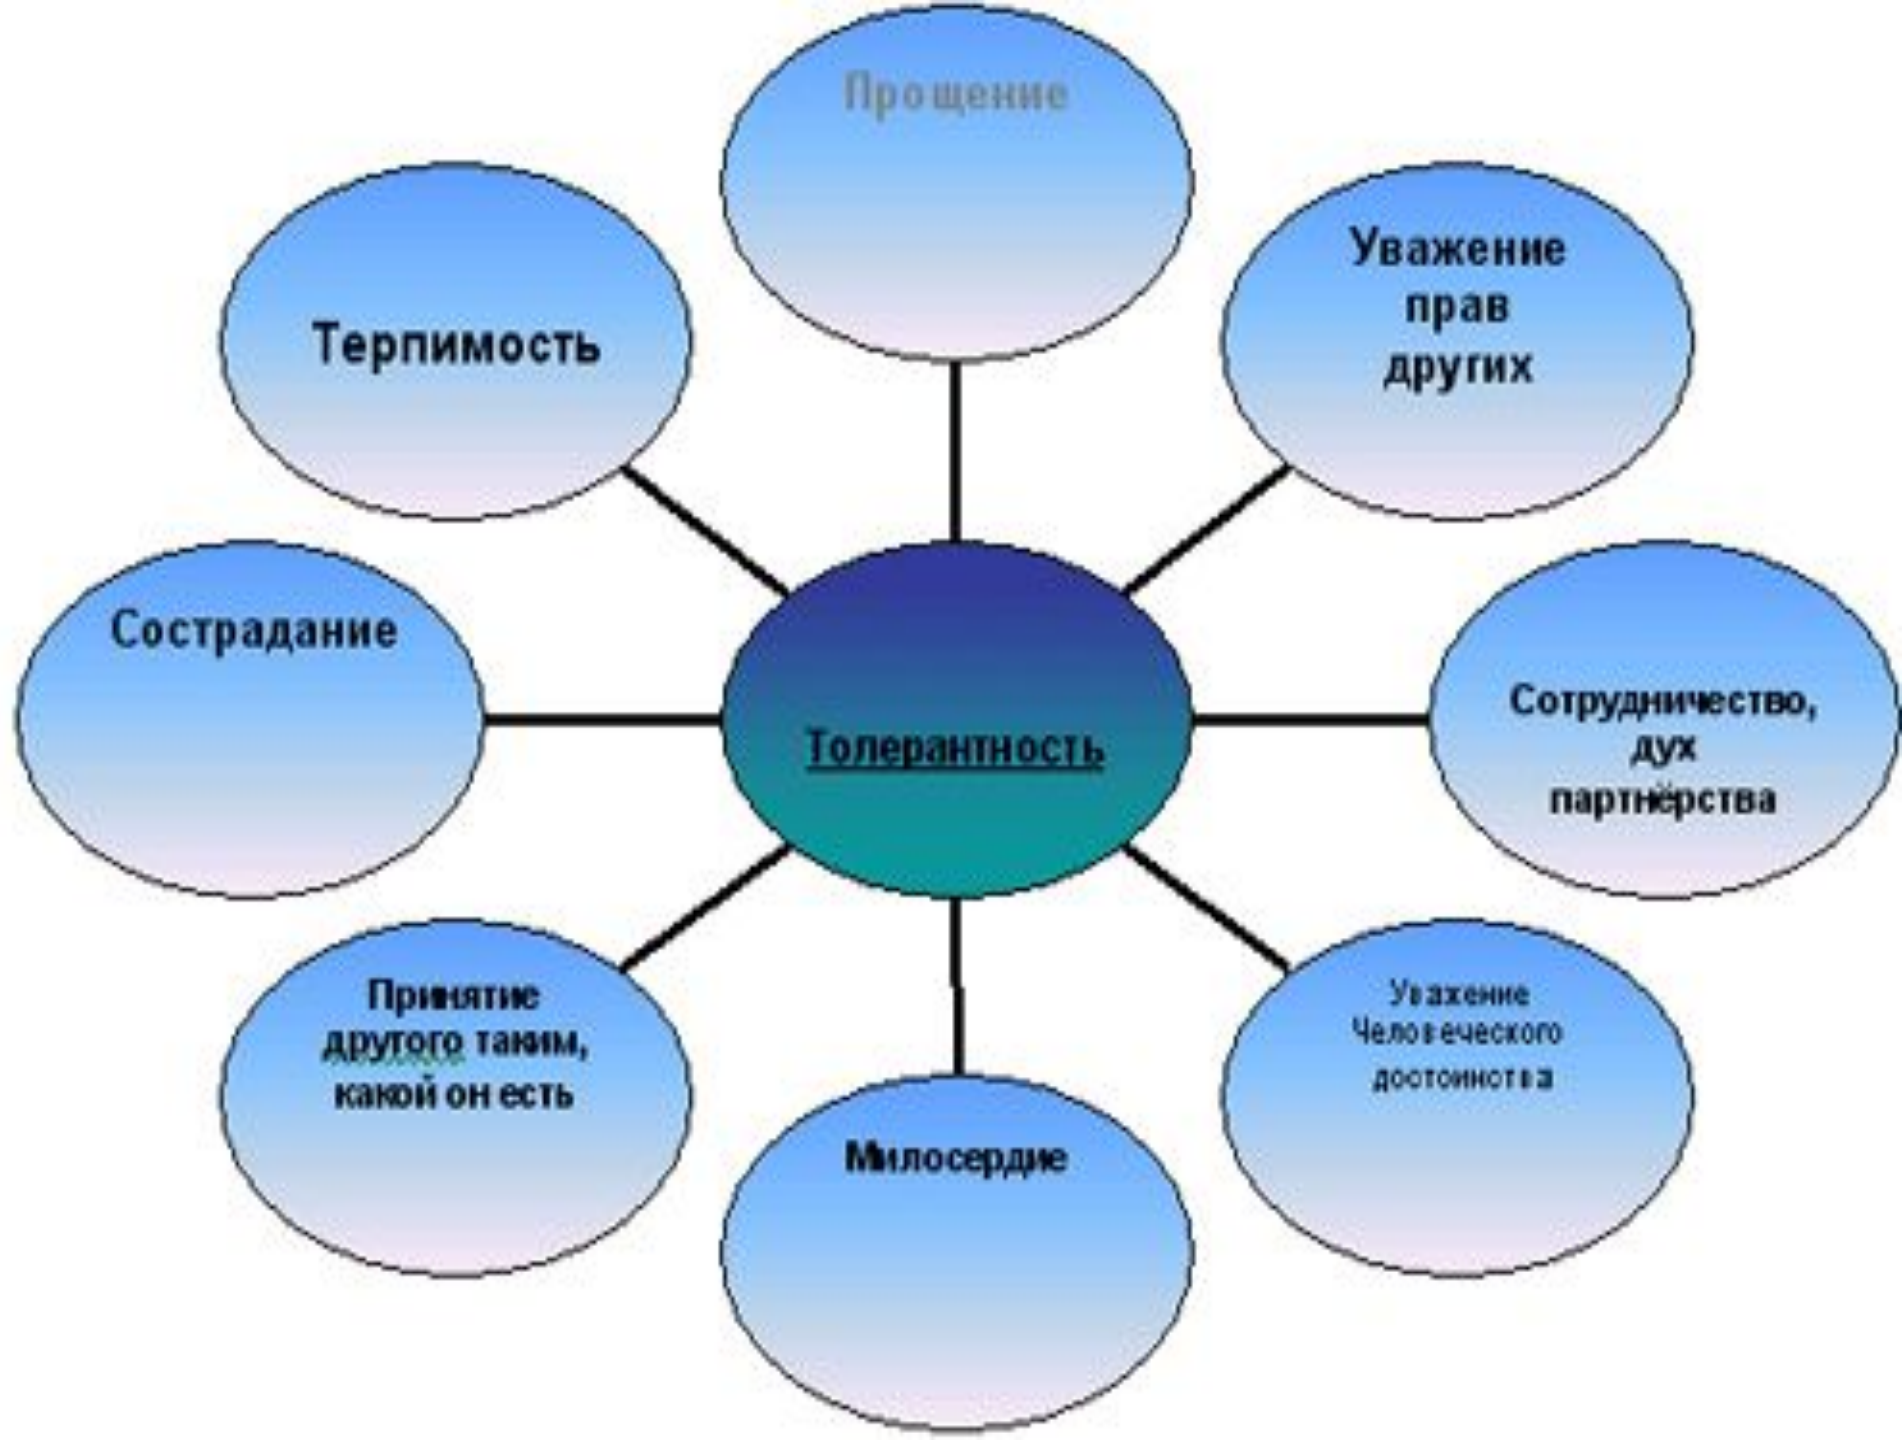 Прощение
Уважение
прав
других
Терпимость
Сострадание
Толерантность
Сотрудничество,
дух
партнёрства
Принятие
другого таким,
какой он есть
Уважение
Человеческого
достоинства
Милосердие